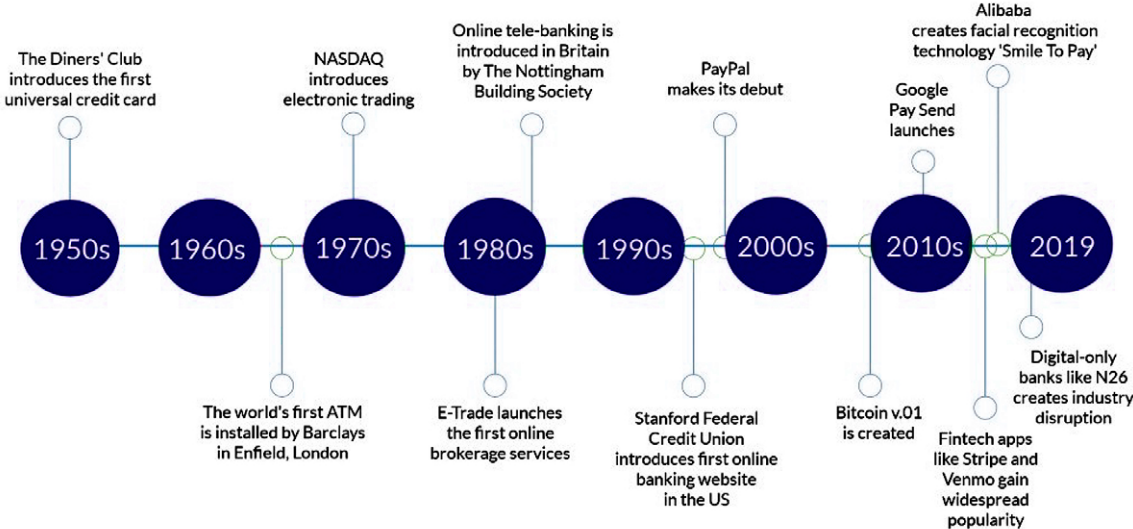 The Diners' Club
introduces the first
universal credit card
NASDAQ
introduces
electronic trading
Online tele-banking is
introduced in Britain
by The Nottingham
Building Society
PayPal
makes its debut
Google
Pay Send
launches
Alibaba
creates facial recognition
technology 'Smile To Pay'
1950s
1960s
1970s
1980s
1990s
2000s
2010s
2019
The world's first ATM
is installed by Barclays
in Enfield, London
E-Trade launches
the first online
brokerage services
Stanford Federal
Credit Union
introduces first online
banking website
in the US
Bitcoin v.01
is created
Fintech apps
like Stripe and
Venmo gain
widespread
popularity
Digital-only
banks like N26
creates industry
disruption